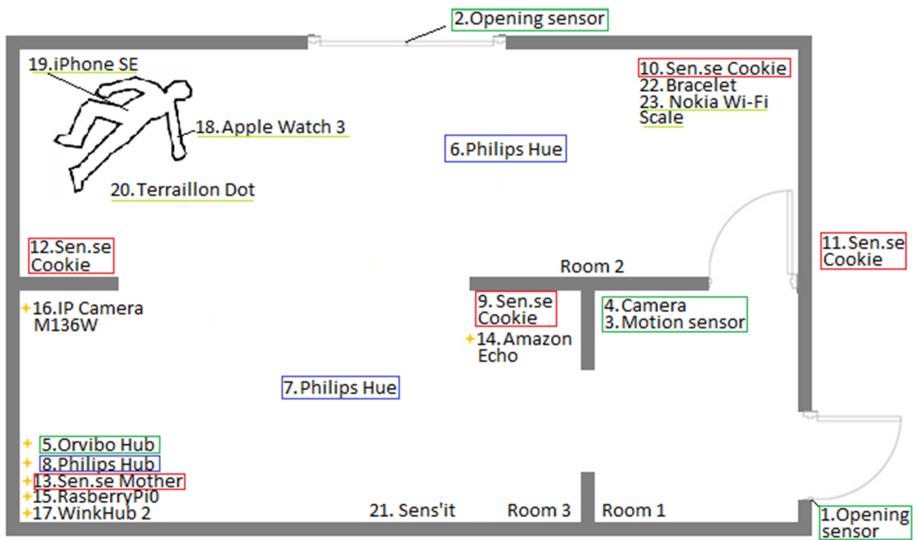 2.Opening sensor
19.iPhone SE
10.Sen.se Cookie
22.Bracelet
23. Nokia Wi-Fi
Scale
18.Apple Watch 3
6.Philips Hue
20.Terraillon Dot
12.Sen.se
Cookie
11.Sen.se
Cookie
Room 2
16.IP Camera
M136W
9. Sen.se
Cookie
4.Camera
3.Motion sensor
14.Amazon
Echo
7.Philips Hue
5.Orvibo Hub
8.Philips Hub
13.Sen.se Mother
15.RasberryPi0
17.WinkHub 2
21. Sens'it
Room 3
Room 1
1.Opening
sensor